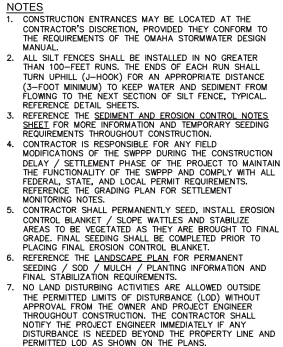 NOTES
1. CONSTRUCTION ENTRANCES MAY BE LOCATED AT THE
CONTRACTOR'S DISCRETION, PROVIDED THEY CONFORM TO
THE REQUIREMENTS OF THE OMAHA STORMWATER DESIGN
MANUAL.
2. ALL SILT FENCES SHALL BE INSTALLED IN NO GREATER
THAN 100-FEET RUNS. THE ENDS OF EACH RUN SHALL
TURN UPHILL (J-HOOK) FOR AN APPROPRIATE DISTANCE
(3-FOOT MINIMUM) TO KEEP WATER AND SEDIMENT FROM
FLOWING TO THE NEXT SECTION OF SILT FENCE, TYPICAL.
REFERENCE DETAIL SHEETS.
3. REFERENCE THE SEDIMENT AND EROSION CONTROL NOTES
SHEET FOR MORE INFORMATION AND TEMPORARY SEEDING
REQUIREMENTS THROUGHOUT CONSTRUCTION.
4. CONTRACTOR IS RESPONSIBLE FOR ANY FIELD
MODIFICATIONS OF THE SWPPP DURING THE CONSTRUCTION
DELAY / SETTLEMENT PHASE OF THE PROJECT TO MAINTAIN
THE FUNCTIONALITY OF THE SWPPP AND COMPLY WITH ALL
FEDERAL, STATE, AND LOCAL PERMIT REQUIREMENTS.
REFERENCE THE GRADING PLAN FOR SETTLEMENT
MONITORING NOTES.
5. CONTRACTOR SHALL PERMANENTLY SEED, INSTALL EROSION
CONTROL BLANKET / SLOPE WATTLES AND STABILIZE
AREAS TO BE VEGETATED AS THEY ARE BROUGHT TO FINAL
GRADE. FINAL SEEDING SHALL BE COMPLETED PRIOR TO
PLACING FINAL EROSION CONTROL BLANKET.
6. REFERENCE THE LANDSCAPE PLAN FOR PERMANENT
SEEDING / SOD / MULCH / PLANTING INFORMATION AND
FINAL STABILIZATION REQUIREMENTS.
7. NO LAND DISTURBING ACTIVITIES ARE ALLOWED OUTSIDE
THE PERMITTED LIMITS OF DISTURBANCE (LOD) WITHOUT
APPROVAL FROM THE OWNER AND PROJECT ENGINEER
THROUGHOUT CONSTRUCTION. THE CONTRACTOR SHALL
NOTIFY THE PROJECT ENGINEER IMMEDIATELY IF ANY
DISTURBANCE IS NEEDED BEYOND THE PROPERTY LINE AND
PERMITTED LOD AS SHOWN ON THE PLANS.